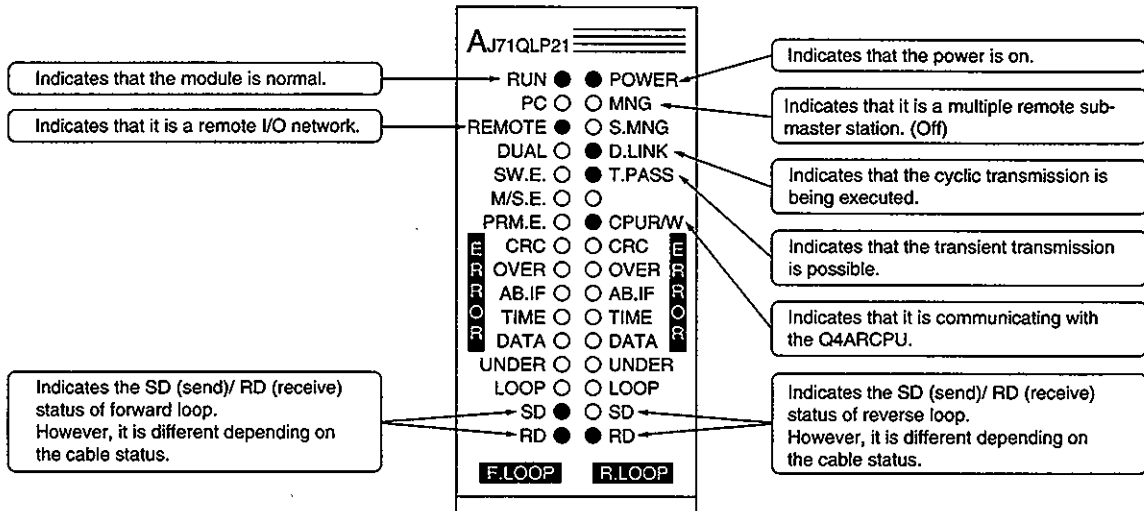 AJ71QLP21
Indicates that the module is normal.
Indicates that it is a remote I/O network.
Indicates the SD (send)/ RD (receive)
status of forward loop.
However, it is different depending on
the cable status.
RUN POWER
PC MNG
REMOTE S.MNG
DUAL D.LINK
SW.E. T.PASS
M/S.E.
PRM.E. CPUR/W
CRC CRC
OVER OVER
AB.IF AB.IF
TIME TIME
DATA DATA
UNDER UNDER
LOOP LOOP
SD SD
RD RD
ERROR
ERROR
F.LOOP R.LOOP
Indicates that the power is on.
Indicates that it is a multiple remote sub-
master station. (Off)
Indicates that the cyclic transmission is
being executed.
Indicates that the transient transmission
is possible.
Indicates that it is communicating with
the Q4ARCPU.
Indicates the SD (send)/ RD (receive)
status of reverse loop.
However, it is different depending on
the cable status.